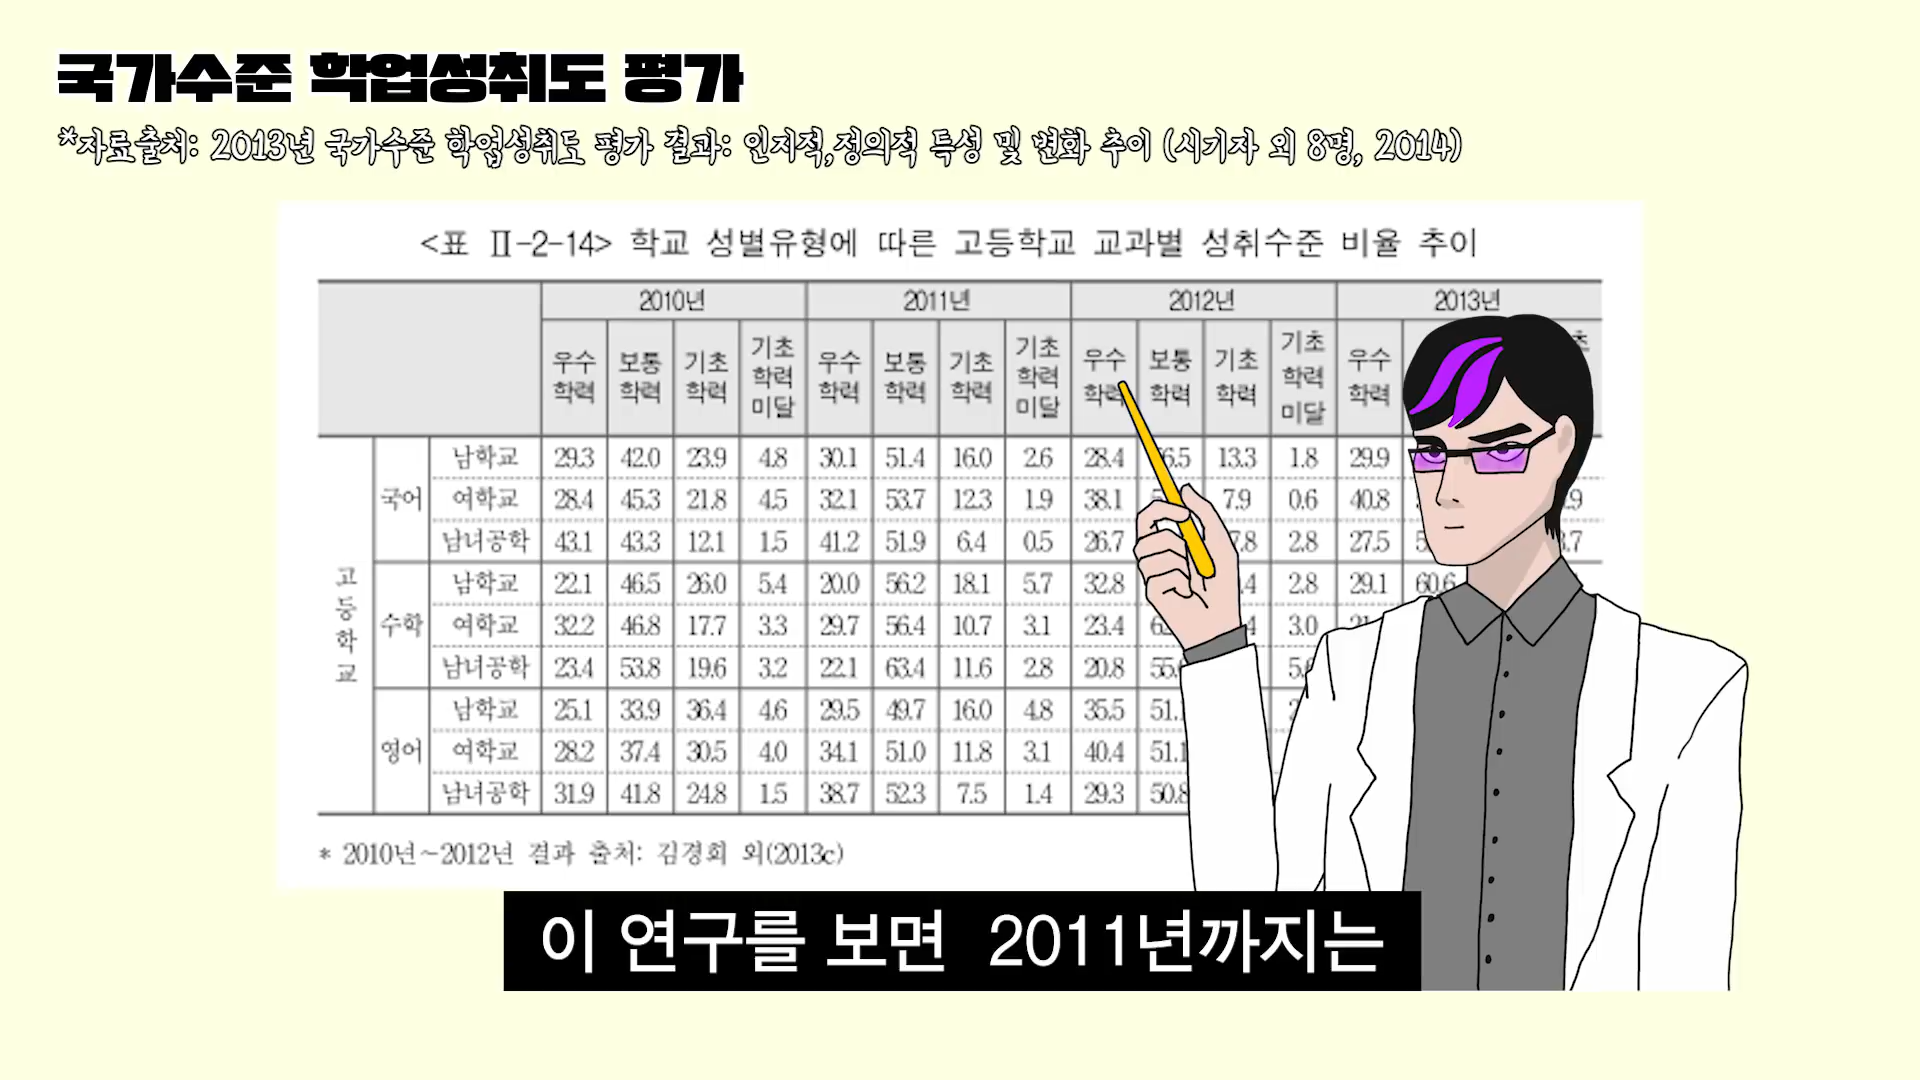 국가수준 학업성취도 평가
*자료출처: 2013년 국가수준 학업성취도 평가 결과: 인지적,정의적 특성 및 변화 추이 (시기자 외 8명, 2014)
<표 Ⅱ-2-14> 학교 성별유형에 따른 고등학교 교과별 성취수준 비율 추이
2010년 2011년 2012년 2013년
우수학력 보통학력 기초학력 기초학력미달 우수학력 보통학력 기초학력 기초학력미달 우수학력 보통학력 기초학력 기초학력미달 우수학력
고등학교
국어
남학교 29.3 42.0 23.9 4.8 30.1 51.4 16.0 2.6 28.4 13.3 1.8 29.9
여학교 28.4 45.3 21.8 4.5 32.1 53.7 12.3 1.9 38.1 7.9 0.6 40.8
남녀공학 43.1 43.3 12.1 1.5 41.2 51.9 6.4 0.5 26.7 2.8 27.5
수학
남학교 22.1 46.5 26.0 5.4 20.0 56.2 18.1 5.7 32.8 2.8 29.1 60.6
여학교 32.2 46.8 17.7 3.3 29.7 56.4 10.7 3.1 23.4 3.0
남녀공학 23.4 53.8 19.6 3.2 22.1 63.4 11.6 2.8 20.8
영어
남학교 25.1 33.9 36.4 4.6 29.5 49.7 16.0 4.8 35.5
여학교 28.2 37.4 30.5 4.0 34.1 51.0 11.8 3.1 40.4 51.1
남녀공학 31.9 41.8 24.8 1.5 38.7 52.3 7.5 1.4 29.3 50.8
* 2010년~2012년 결과 출처: 김경희 외(2013c)
이 연구를 보면 2011년까지는